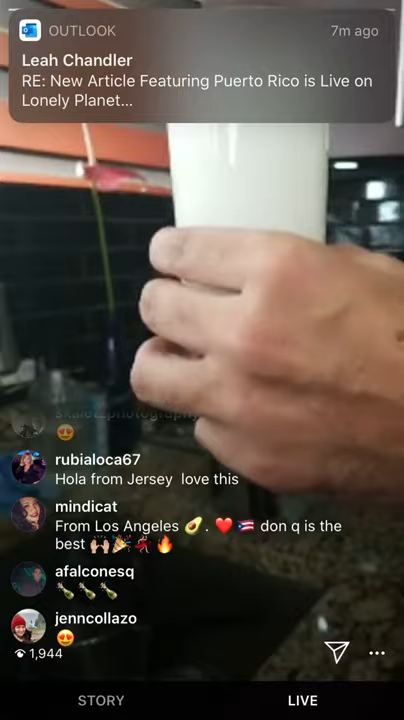 OUTLOOK
7m ago
Leah Chandler
RE: New Article Featuring Puerto Rico is Live on
Lonely Planet...
skaletzphotography
😍
rubialoca67
Hola from Jersey love this
mindicat
From Los Angeles 🥑. ❤️ 🇵🇷 don q is the
best 🙌🏼 🎉 💃🏽 🔥
afalconesq
🍾🍾🍾
jenncollazo
😍
1,944
STORY
LIVE